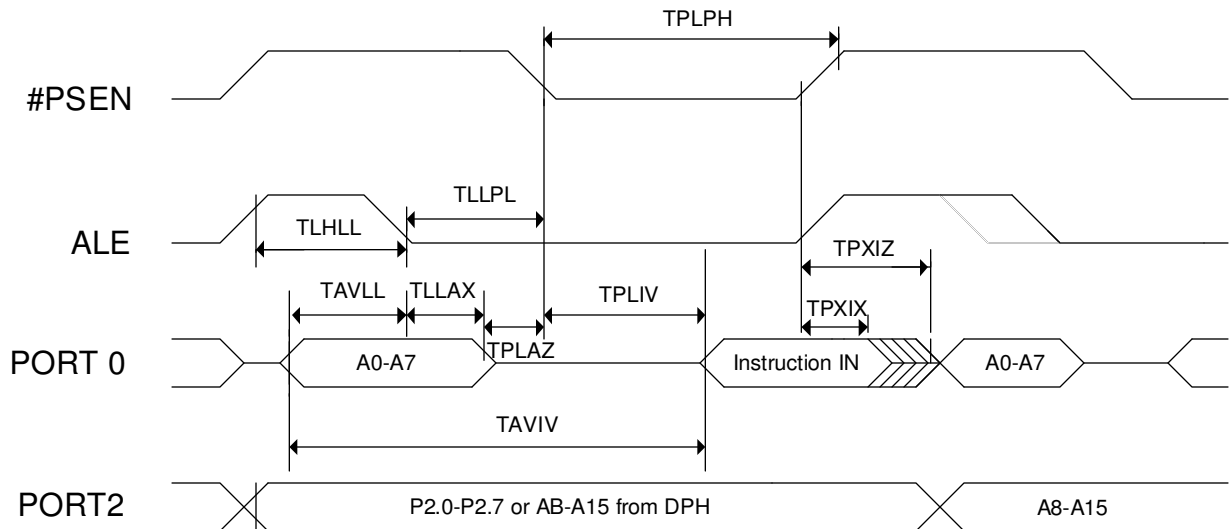 TPLPH
#PSEN
TLLPL
TLHLL
ALE
TPXIZ
TAVLL
TLLAX
TPLIV
TPXIX
TPLAZ
PORT 0
A0-A7
Instruction IN
A0-A7
TAVIV
PORT2
P2.0-P2.7 or AB-A15 from DPH
A8-A15